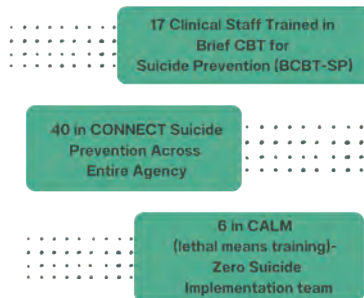 17 Clinical Staff Trained in
Brief CBT for
Suicide Prevention (BCBT-SP)
40 in CONNECT Suicide
Prevention Across
Entire Agency
6 in CALM
(lethal means training)-
Zero Suicide
Implementation team